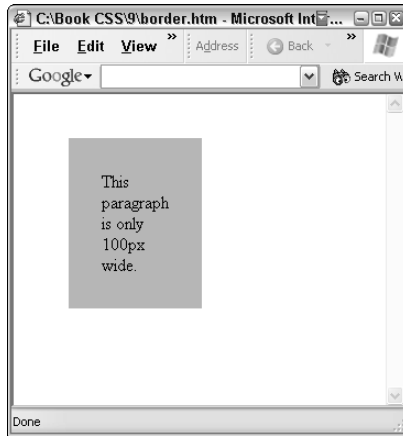 C:\Book CSS\9\border.htm - Microsoft Int...
File Edit View » Address Back »
Google Search W
This
paragraph
is only
100px
wide.
Done